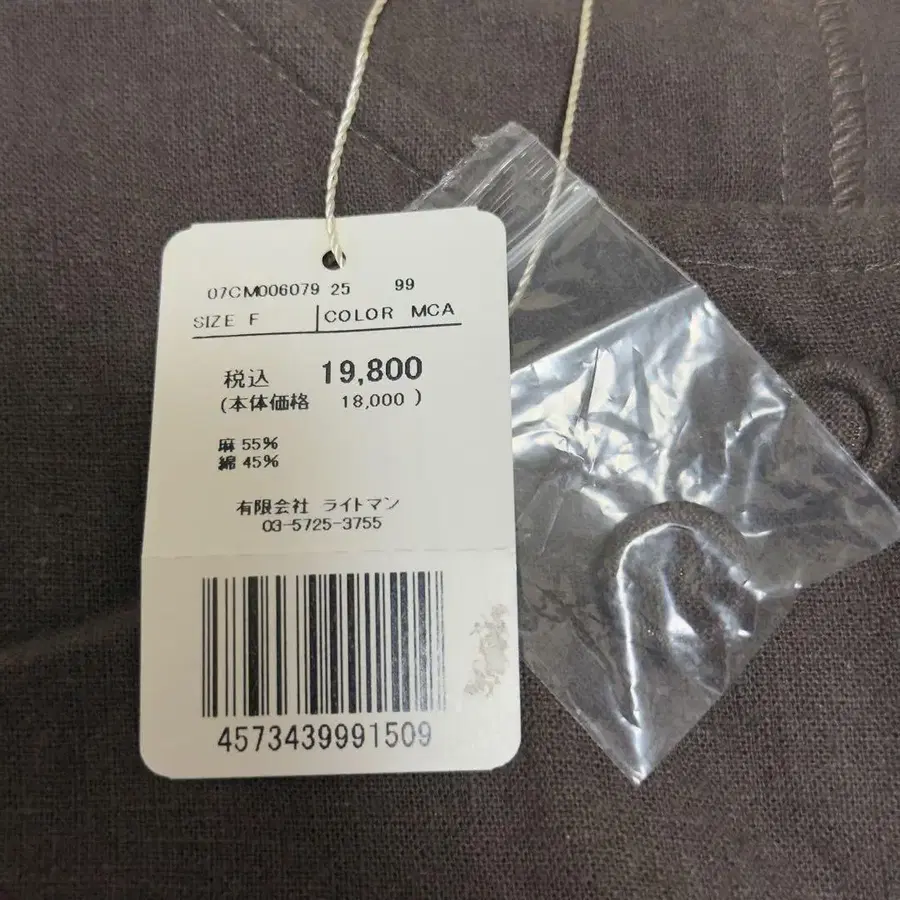 07CM006079 25 99
SIZE F COLOR MCA
税込 19,800
(本体価格 18,000 )
麻 55%
綿 45%
有限会社 ライトマン
03-5725-3755
4573439991509